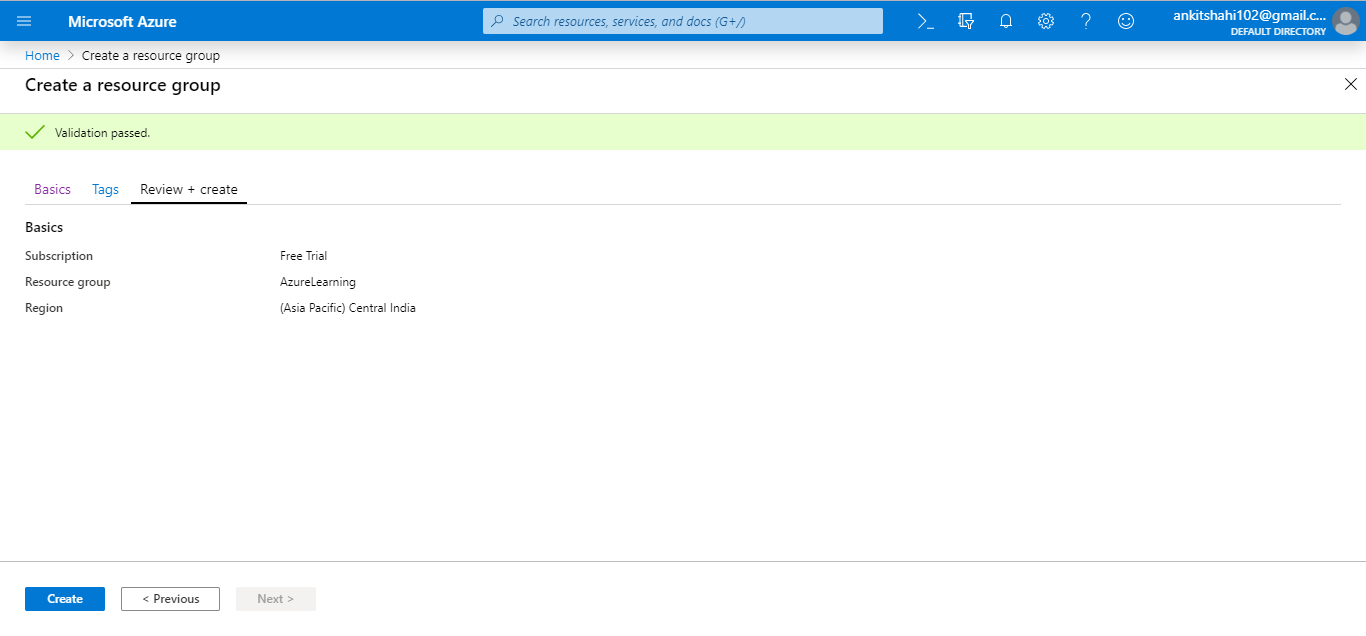 Microsoft Azure
Search resources, services, and docs (G+/)
ankitshahi102@gmail.c...
DEFAULT DIRECTORY
Home > Create a resource group
Create a resource group
Validation passed.
Basics Tags Review + create
Basics
Subscription Free Trial
Resource group AzureLearning
Region (Asia Pacific) Central India
Create < Previous Next >